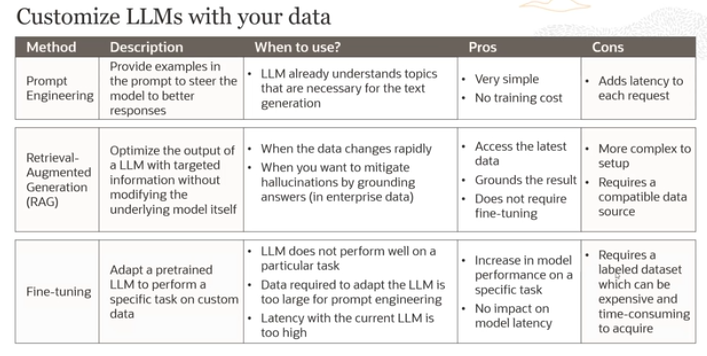 Customize LLMs with your data
Method
Description
When to use?
Pros
Cons
Prompt
Engineering
Provide examples in
the prompt to steer the
model to better
responses
• LLM already understands topics
that are necessary for the text
generation
• Very simple
• No training cost
• Adds latency to
each request
Retrieval-
Augmented
Generation
(RAG)
Optimize the output of
a LLM with targeted
information without
modifying the
underlying model itself
• When the data changes rapidly
• When you want to mitigate
hallucinations by grounding
answers (in enterprise data)
• Access the latest
data
• Grounds the result
• Does not require
fine-tuning
• More complex to
setup
• Requires a
compatible data
source
Fine-tuning
Adapt a pretrained
LLM to perform a
specific task on custom
data
• LLM does not perform well on a
particular task
• Data required to adapt the LLM is
too large for prompt engineering
• Latency with the current LLM is
too high
• Increase in model
performance on a
specific task
• No impact on
model latency
• Requires a
labeled dataset
which can be
expensive and
time-consuming
to acquire